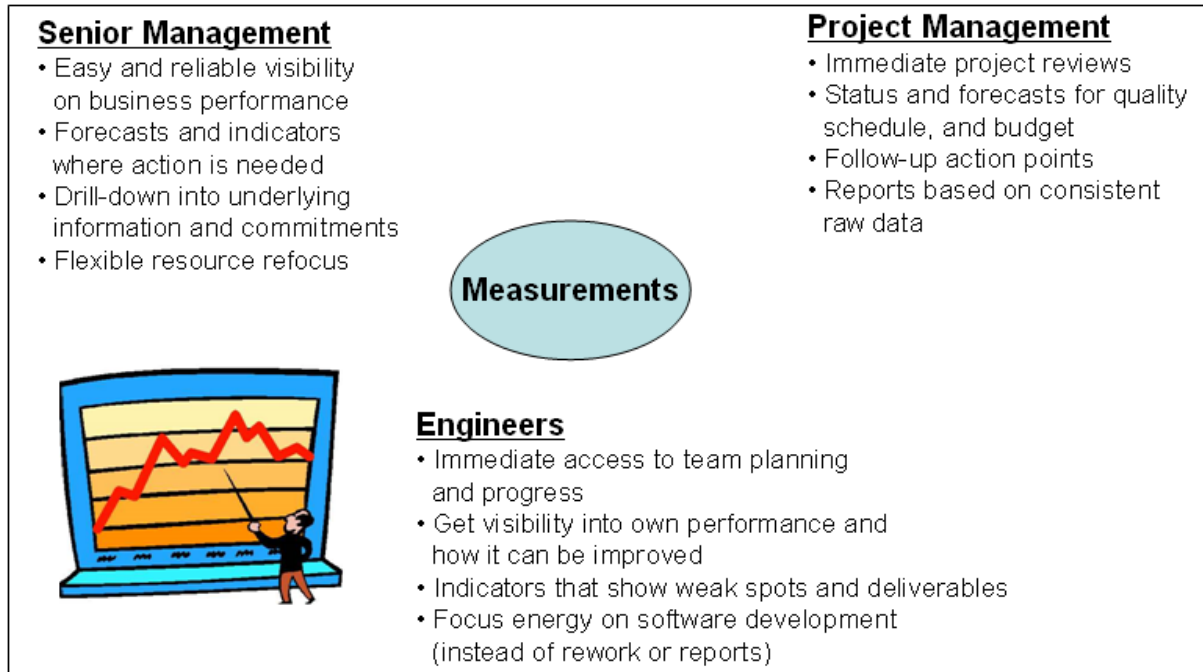 Senior Management
• Easy and reliable visibility
on business performance
• Forecasts and indicators
where action is needed
• Drill-down into underlying
information and commitments
• Flexible resource refocus
Project Management
• Immediate project reviews
• Status and forecasts for quality
schedule, and budget
• Follow-up action points
• Reports based on consistent
raw data
Measurements
Engineers
• Immediate access to team planning
and progress
• Get visibility into own performance and
how it can be improved
• Indicators that show weak spots and deliverables
• Focus energy on software development
(instead of rework or reports)